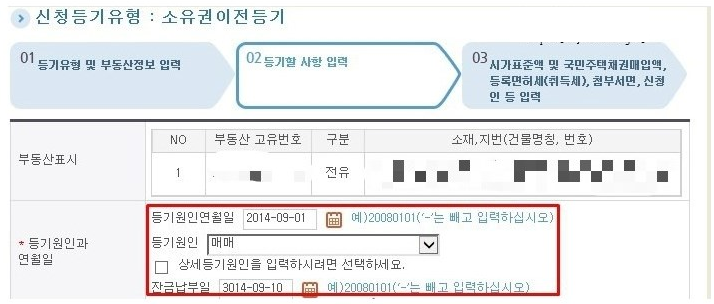 신청등기유형 : 소유권이전등기
01 등기유형 및 부동산정보 입력
02 등기할 사항 입력
03 시가표준액 및 국민주택채권매입액,
등록면허세(취득세), 첨부서면, 신청
인 등 입력
부동산표시
NO 부동산 고유번호 구분 소재,지번(건물명칭, 번호)
1 전유
* 등기원인과
연월일
등기원인연월일 2014-09-01 예)20080101('-'는 빼고 입력하십시오)
등기원인 매매
상세등기원인을 입력하시려면 선택하세요.
잔금납부일 3014-09-10 예)20080101('-'는 빼고 입력하십시오)